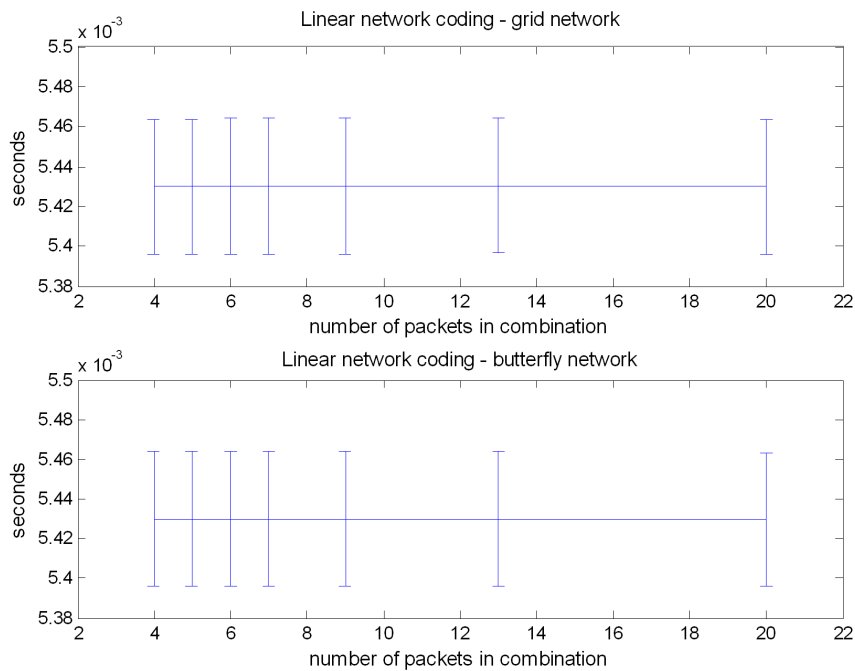 Linear network coding - grid network
x 10-3
5.5
5.48
5.46
5.44
5.42
5.4
5.38
seconds
2 4 6 8 10 12 14 16 18 20 22
number of packets in combination
Linear network coding - butterfly network
x 10-3
5.5
5.48
5.46
5.44
5.42
5.4
5.38
seconds
2 4 6 8 10 12 14 16 18 20 22
number of packets in combination